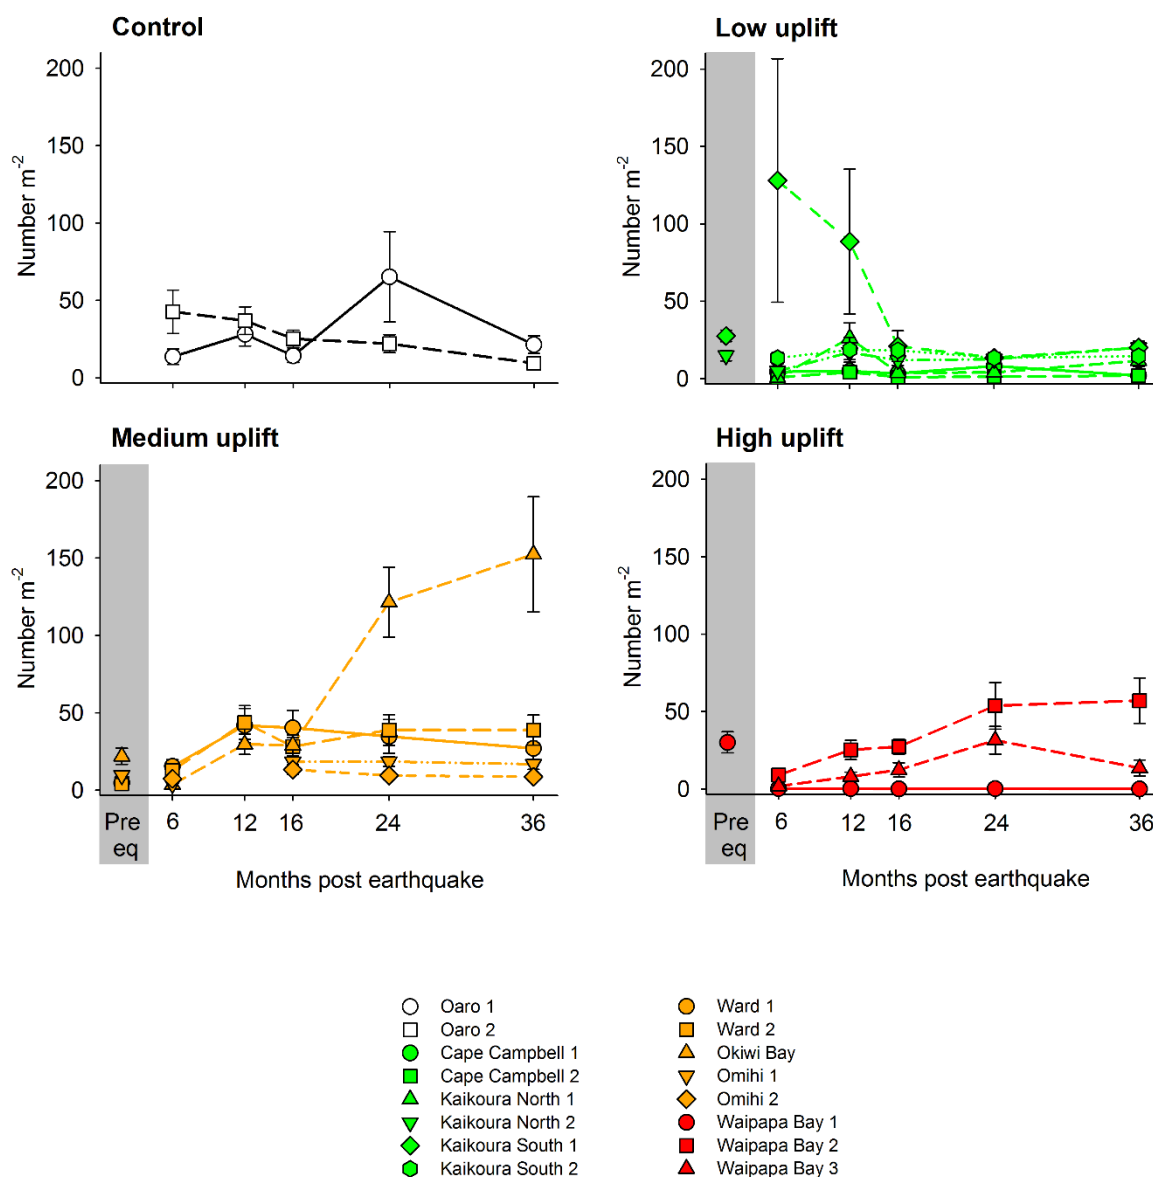 Control
Number m⁻²
200
150
100
50
0
Low uplift
Number m⁻²
200
150
100
50
0
Medium uplift
Number m⁻²
200
150
100
50
0
Pre eq
6
12
16
24
36
Months post earthquake
High uplift
Number m⁻²
200
150
100
50
0
Pre eq
6
12
16
24
36
Months post earthquake
Oaro 1
Oaro 2
Cape Campbell 1
Cape Campbell 2
Kaikoura North 1
Kaikoura North 2
Kaikoura South 1
Kaikoura South 2
Ward 1
Ward 2
Okiwi Bay
Omihi 1
Omihi 2
Waipapa Bay 1
Waipapa Bay 2
Waipapa Bay 3